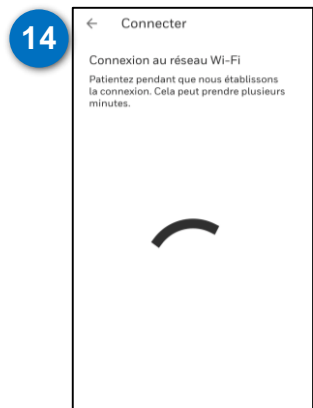 14
← Connecter
Connexion au réseau Wi-Fi
Patientez pendant que nous établissons
la connexion. Cela peut prendre plusieurs
minutes.